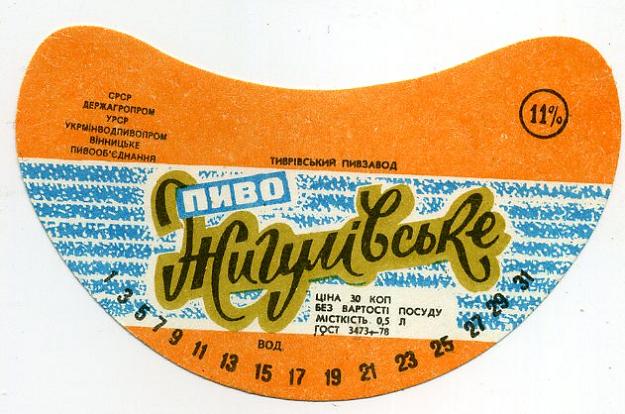 СРСР
ДЕРЖАГРОПРОМ
УРСР
УКРМІНВОДПИВОПРОМ
ВІННИЦЬКЕ
ПИВООБ'ЄДНАННЯ
11%
ТИВРІВСЬКИЙ ПИВЗАВОД
ПИВО
Жигулівське
ЦІНА 30 КОП
БЕЗ ВАРТОСТІ ПОСУДУ
МІСТКІСТЬ 0,5 Л
ГОСТ 3473—78
ВОД.
1 3 5 7 9 11 13 15 17 19 21 23 25 27 29 31